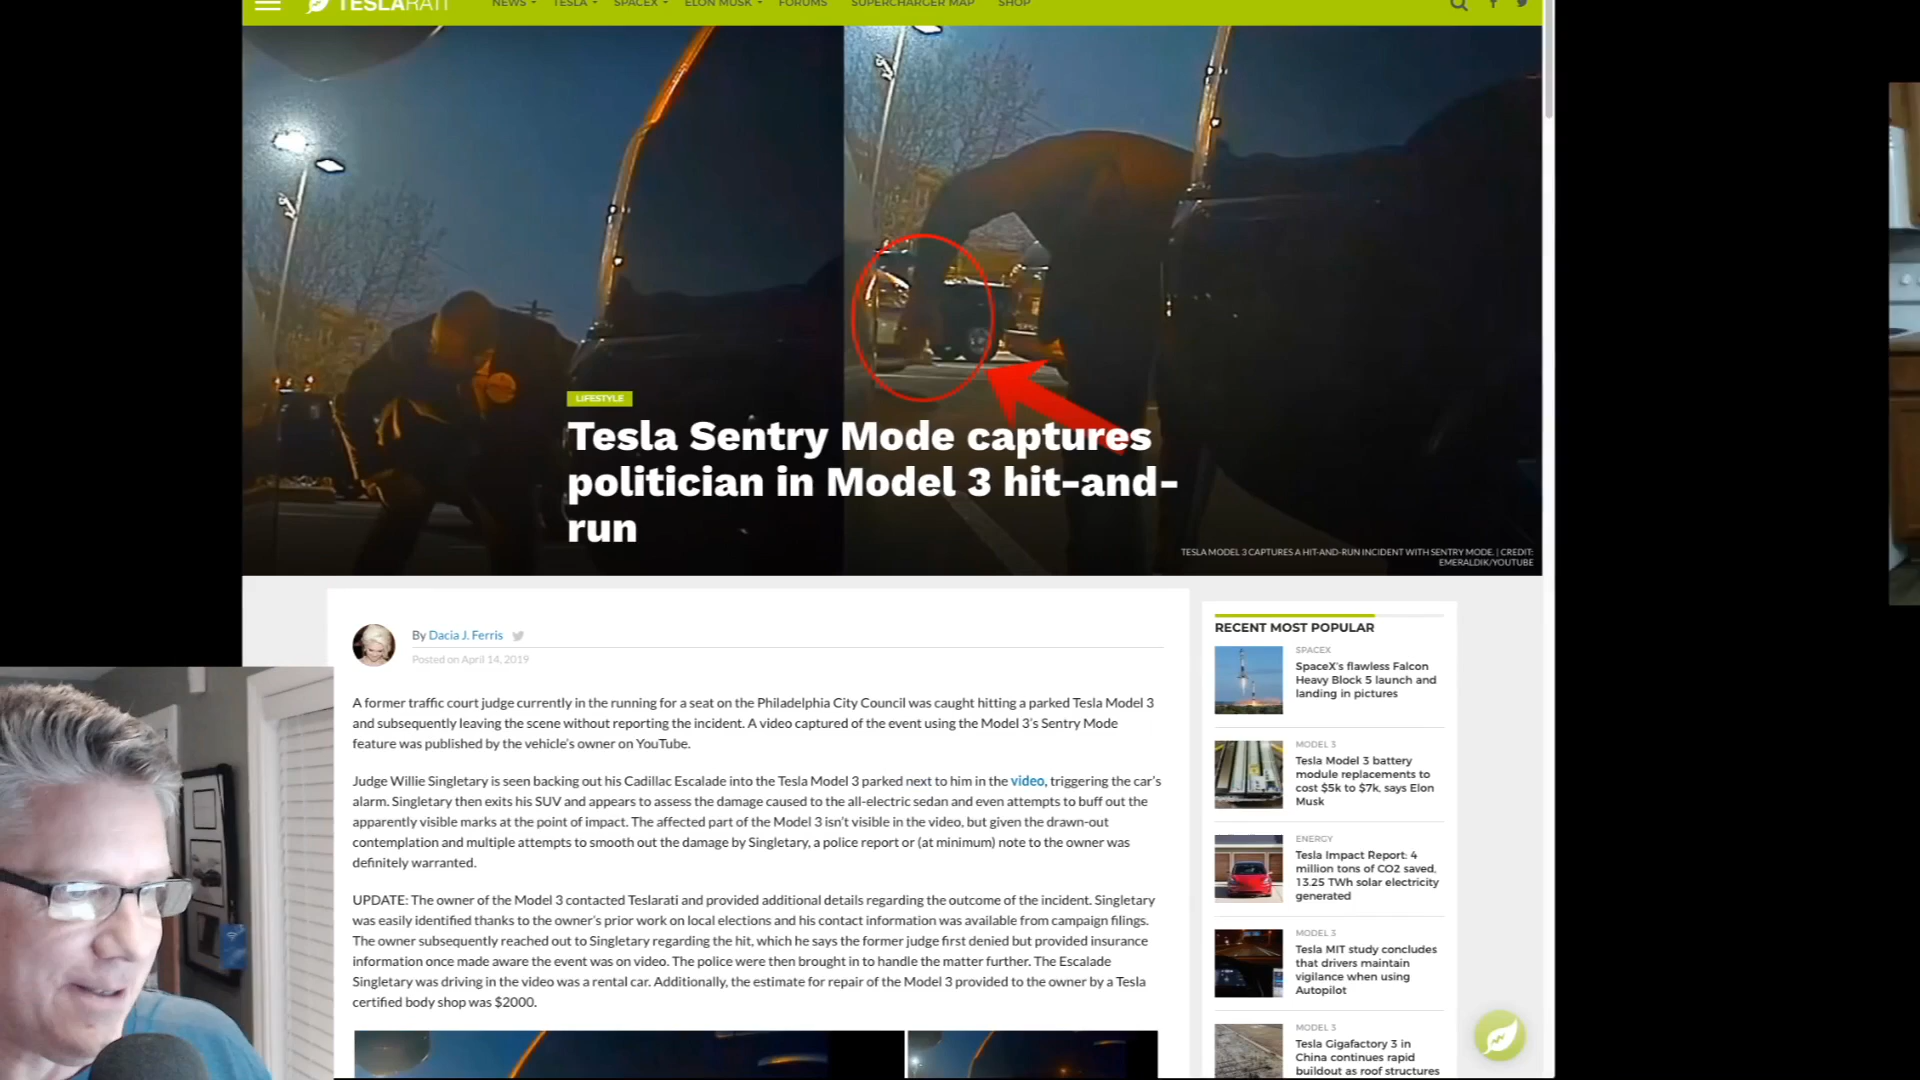 TESLARATI
NEWS TESLA SPACEX ELON MUSK FORUMS SUPERCHARGER MAP SHOP
LIFESTYLE
Tesla Sentry Mode captures
politician in Model 3 hit-and-
run
TESLA MODEL 3 CAPTURES A HIT-AND-RUN INCIDENT WITH SENTRY MODE. | CREDIT:
EMERALDIK/YOUTUBE
By Dacia J. Ferris
Posted on April 14, 2019
A former traffic court judge currently in the running for a seat on the Philadelphia City Council was caught hitting a parked Tesla Model 3
and subsequently leaving the scene without reporting the incident. A video captured of the event using the Model 3's Sentry Mode
feature was published by the vehicle's owner on YouTube.
Judge Willie Singletary is seen backing out his Cadillac Escalade into the Tesla Model 3 parked next to him in the video, triggering the car's
alarm. Singletary then exits his SUV and appears to assess the damage caused to the all-electric sedan and even attempts to buff out the
apparently visible marks at the point of impact. The affected part of the Model 3 isn't visible in the video, but given the drawn-out
contemplation and multiple attempts to smooth out the damage by Singletary, a police report or (at minimum) note to the owner was
definitely warranted.
UPDATE: The owner of the Model 3 contacted Teslarati and provided additional details regarding the outcome of the incident. Singletary
was easily identified thanks to the owner's prior work on local elections and his contact information was available from campaign filings.
The owner subsequently reached out to Singletary regarding the hit, which he says the former judge first denied but provided insurance
information once made aware the event was on video. The police were then brought in to handle the matter further. The Escalade
Singletary was driving in the video was a rental car. Additionally, the estimate for repair of the Model 3 provided to the owner by a Tesla
certified body shop was $2000.
RECENT MOST POPULAR
SPACEX
SpaceX's flawless Falcon
Heavy Block 5 launch and
landing in pictures
MODEL 3
Tesla Model 3 battery
module replacements to
cost $5k to $7k, says Elon
Musk
ENERGY
Tesla Impact Report: 4
million tons of CO2 saved,
13.25 TWh solar electricity
generated
MODEL 3
Tesla MIT study concludes
that drivers maintain
vigilance when using
Autopilot
MODEL 3
Tesla Gigafactory 3 in
China continues rapid
buildout as roof structures